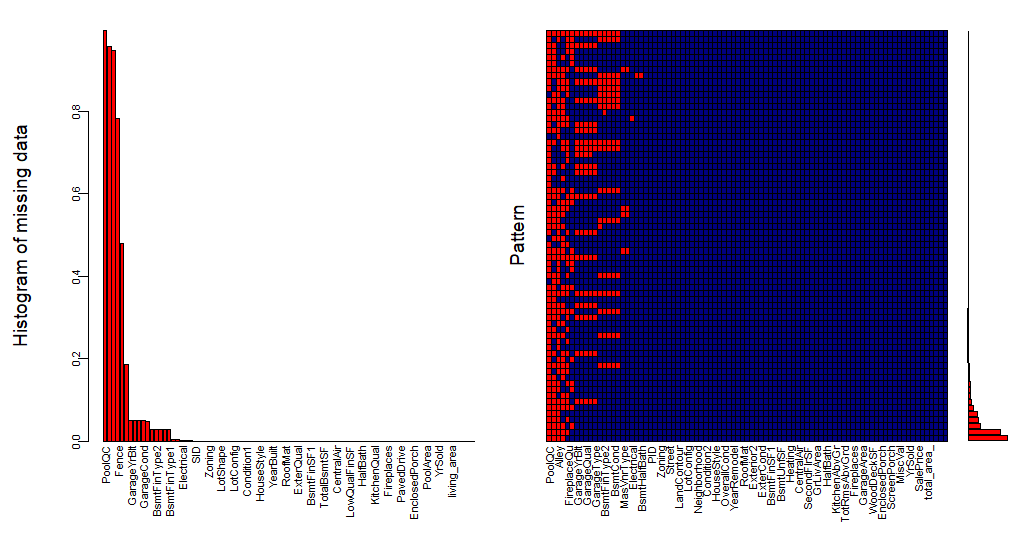 Histogram of missing data
0.0
0.2
0.4
0.6
0.8
PoolQC
Fence
GarageYrBlt
GarageCond
BsmtFinType2
BsmtFinType1
Electrical
SID
Zoning
LotShape
LotConfig
Condition1
HouseStyle
YearBuilt
RoofMatl
ExterQual
BsmtFinSF1
TotalBsmtSF
CentralAir
LowQualFinSF
HalfBath
KitchenQual
Fireplaces
PavedDrive
EnclosedPorch
PoolArea
YrSold
living_area
Pattern
PoolQC
Alley
FireplaceQu
GarageYrBlt
GarageQual
GarageType
BsmtFinType2
BsmtCond
MasVnrType
Electrical
BsmtHalfBath
PID
Zoning
Street
LandContour
LotConfig
Neighborhood
Condition2
HouseStyle
OverallCond
YearRemodel
RoofMatl
Exterior2
ExterCond
BsmtFinSF1
BsmtUnfSF
Heating
CentralAir
SecondFlrSF
GrLivArea
HalfBath
KitchenAbvGr
TotRmsAbvGrd
Fireplaces
GarageArea
WoodDeckSF
EnclosedPorch
ScreenPorch
MiscVal
YrSold
SalePrice
total_area_